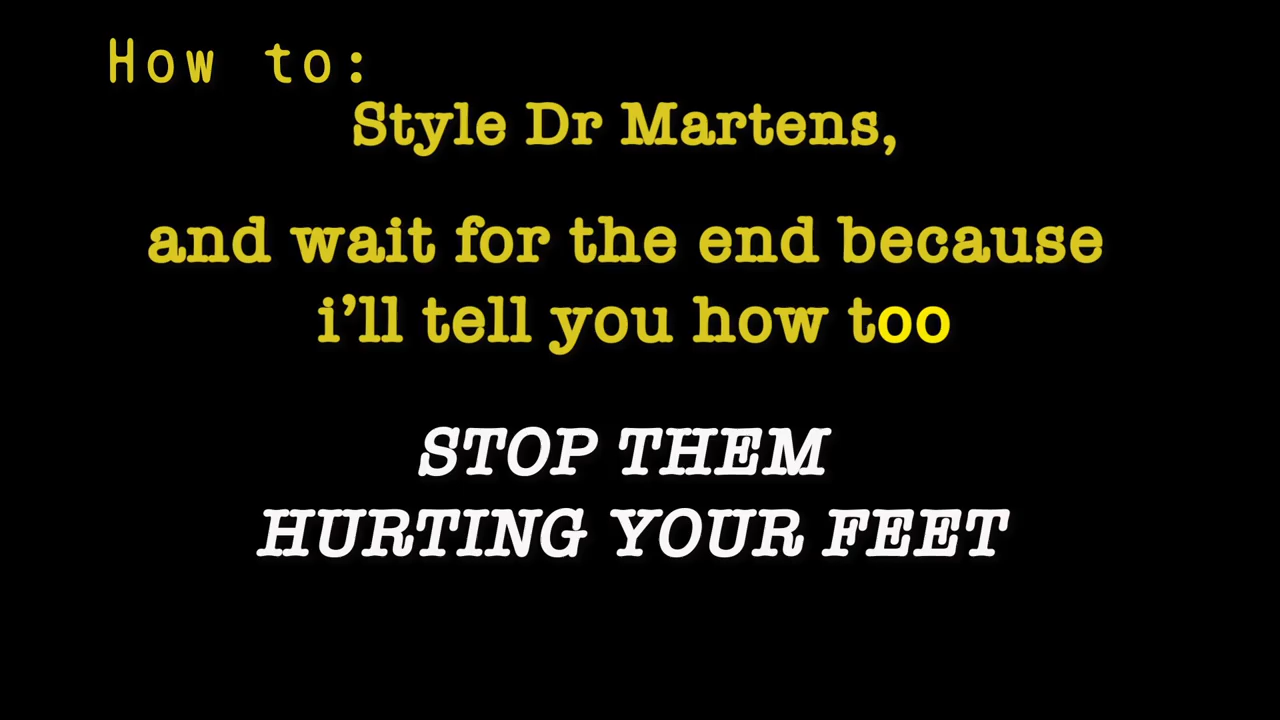 How to:
Style Dr Martens,
and wait for the end because
i’ll tell you how too
STOP THEM
HURTING YOUR FEET